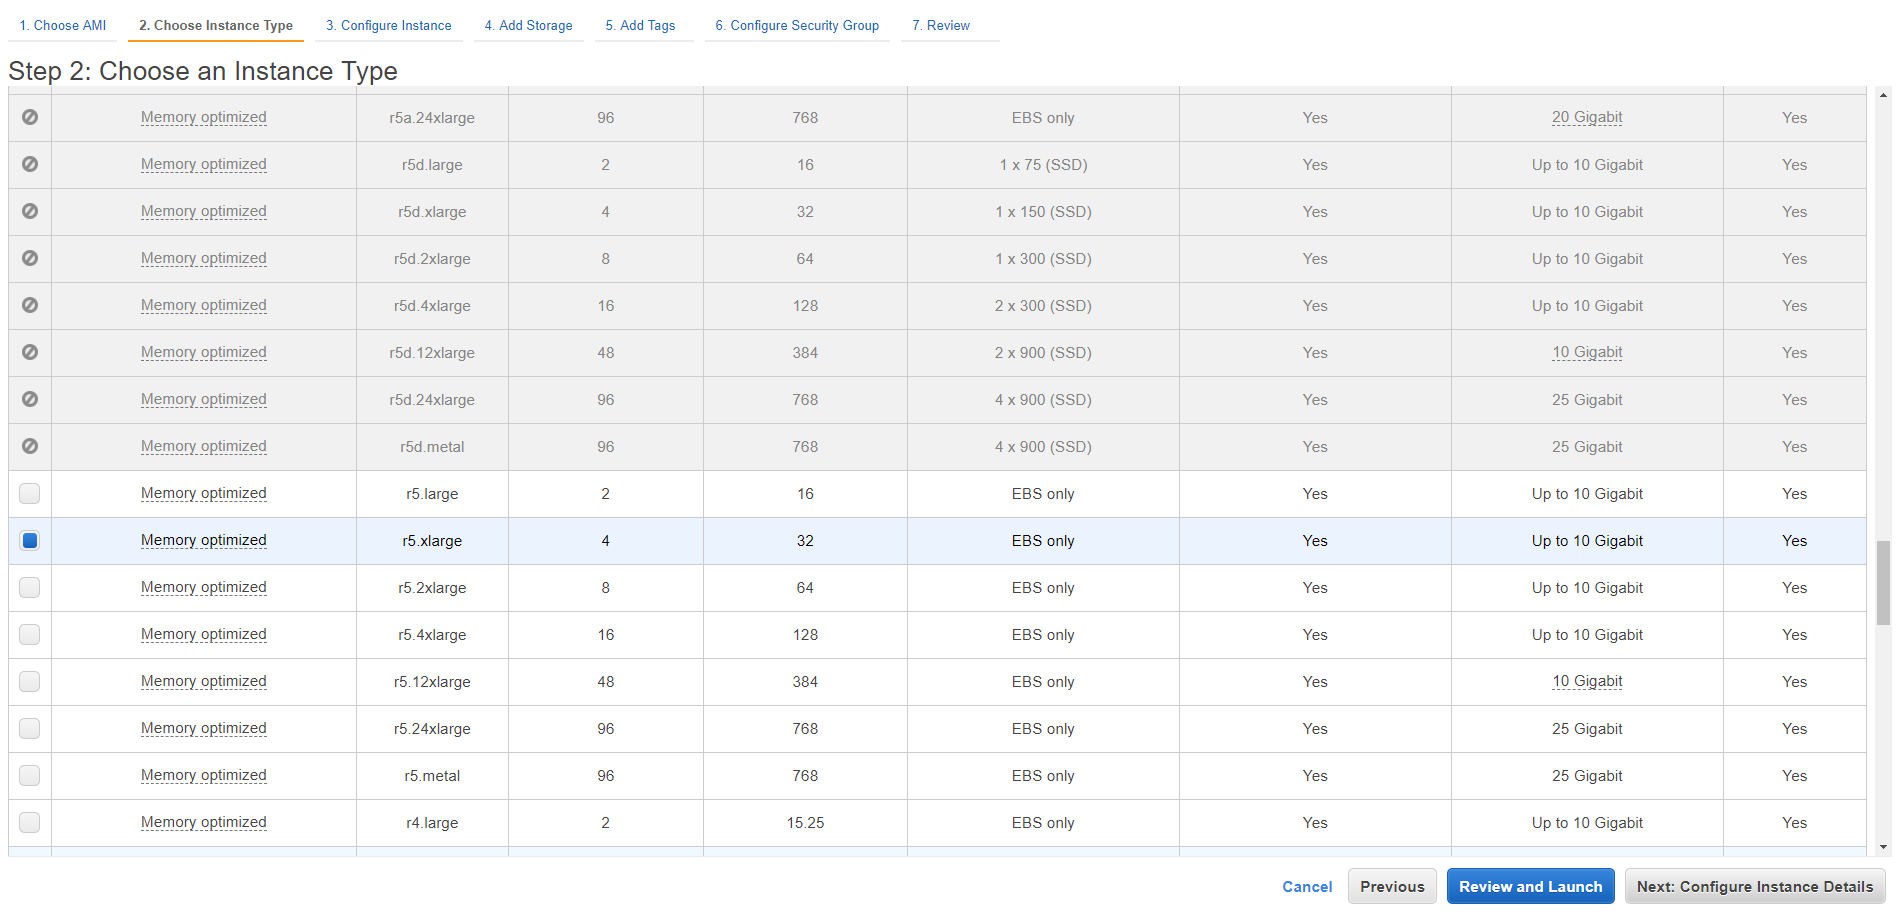 1. Choose AMI 2. Choose Instance Type 3. Configure Instance 4. Add Storage 5. Add Tags 6. Configure Security Group 7. Review
Step 2: Choose an Instance Type
Memory optimized r5a.24xlarge 96 768 EBS only Yes 20 Gigabit Yes
Memory optimized r5d.large 2 16 1 x 75 (SSD) Yes Up to 10 Gigabit Yes
Memory optimized r5d.xlarge 4 32 1 x 150 (SSD) Yes Up to 10 Gigabit Yes
Memory optimized r5d.2xlarge 8 64 1 x 300 (SSD) Yes Up to 10 Gigabit Yes
Memory optimized r5d.4xlarge 16 128 2 x 300 (SSD) Yes Up to 10 Gigabit Yes
Memory optimized r5d.12xlarge 48 384 2 x 900 (SSD) Yes 10 Gigabit Yes
Memory optimized r5d.24xlarge 96 768 4 x 900 (SSD) Yes 25 Gigabit Yes
Memory optimized r5d.metal 96 768 4 x 900 (SSD) Yes 25 Gigabit Yes
Memory optimized r5.large 2 16 EBS only Yes Up to 10 Gigabit Yes
Memory optimized r5.xlarge 4 32 EBS only Yes Up to 10 Gigabit Yes
Memory optimized r5.2xlarge 8 64 EBS only Yes Up to 10 Gigabit Yes
Memory optimized r5.4xlarge 16 128 EBS only Yes Up to 10 Gigabit Yes
Memory optimized r5.12xlarge 48 384 EBS only Yes 10 Gigabit Yes
Memory optimized r5.24xlarge 96 768 EBS only Yes 25 Gigabit Yes
Memory optimized r5.metal 96 768 EBS only Yes 25 Gigabit Yes
Memory optimized r4.large 2 15.25 EBS only Yes Up to 10 Gigabit Yes
Cancel Previous Review and Launch Next: Configure Instance Details